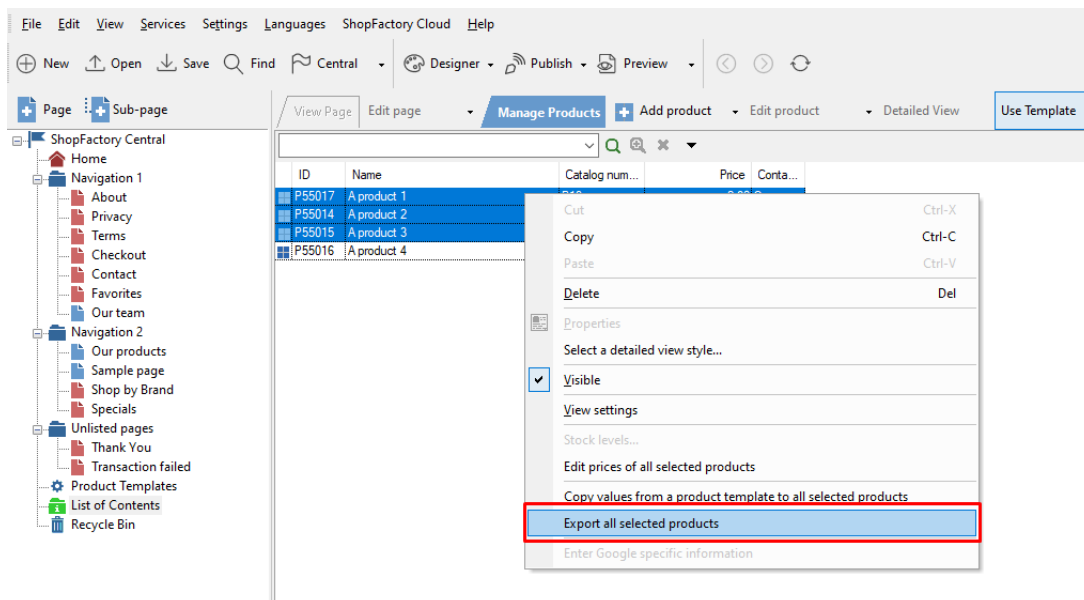 File Edit View Services Settings Languages ShopFactory Cloud Help
New Open Save Find Central Designer Publish Preview
Page Sub-page View Page Edit page Manage Products Add product Edit product Detailed View Use Template
ShopFactory Central
Home
Navigation 1
About
Privacy
Terms
Checkout
Contact
Favorites
Our team
Navigation 2
Our products
Sample page
Shop by Brand
Specials
Unlisted pages
Thank You
Transaction failed
Product Templates
List of Contents
Recycle Bin
ID Name Catalog num... Price Conta...
P55017 A product 1
P55014 A product 2
P55015 A product 3
P55016 A product 4
Cut Ctrl-X
Copy Ctrl-C
Paste Ctrl-V
Delete Del
Properties
Select a detailed view style...
Visible
View settings
Stock levels...
Edit prices of all selected products
Copy values from a product template to all selected products
Export all selected products
Enter Google specific information